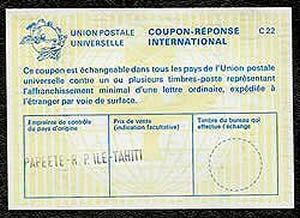 UNION POSTALE
UNIVERSELLE
COUPON-RÉPONSE
INTERNATIONAL
C 22
Ce coupon est échangeable dans tous les pays de l'Union postale
universelle contre un ou plusieurs timbres-poste représentant
l'affranchissement minimal d'une lettre ordinaire, expédiée à
l'étranger par voie de surface.
Empreinte de contrôle
du pays d'origine
Prix de vente
(indication facultative)
Timbre du bureau qui
effectue l'échange
PAPEETE-R. P. ILE-TAHITI